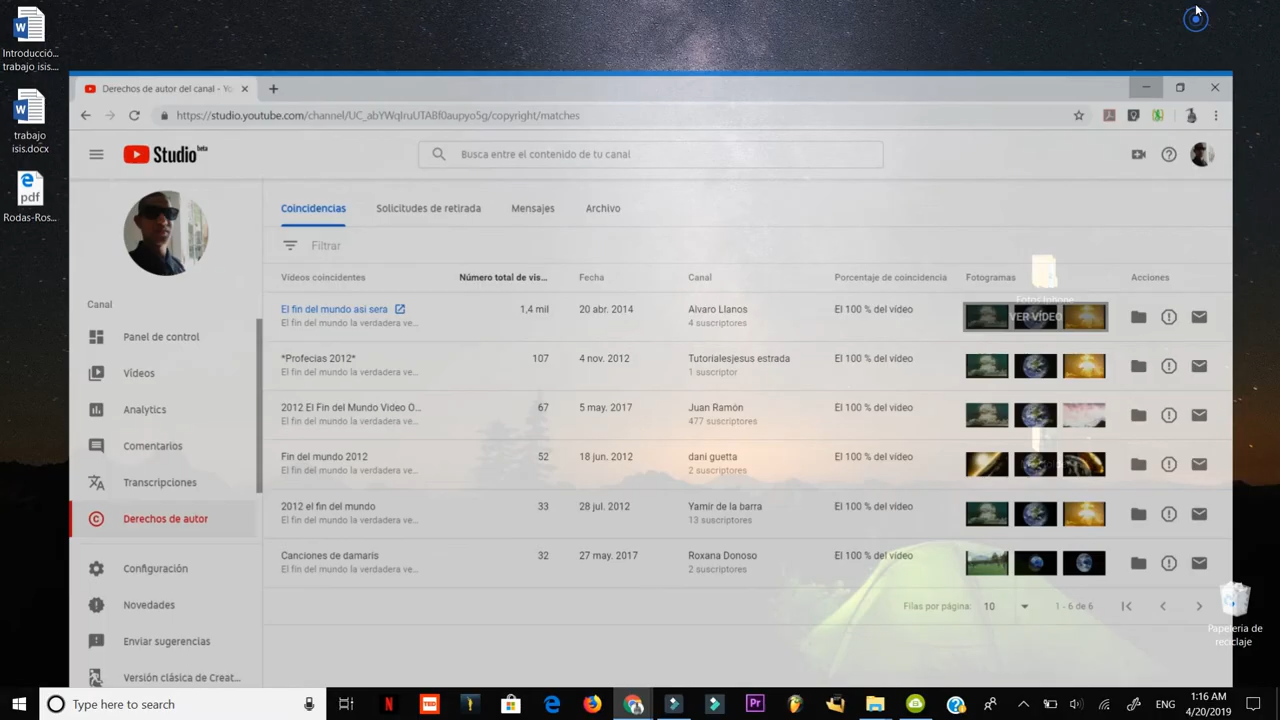 Introducció...
trabajo isis....
trabajo
isis.docx
pdf
Rodas-Ros...
Derechos de autor del canal - Yo
https://studio.youtube.com/channel/UC_abYWqIruUTABf0aupyo5g/copyright/matches
Studio beta
Busca entre el contenido de tu canal
Coincidencias Solicitudes de retirada Mensajes Archivo
Filtrar
Vídeos coincidentes Número total de vis... Fecha Canal Porcentaje de coincidencia Fotogramas Acciones
El fin del mundo asi sera 1,4 mil 20 abr. 2014 Alvaro Llanos El 100 % del vídeo
El fin del mundo la verdadera ve... 4 suscriptores
Fotos Iphone
VER VÍDEO
*Profecias 2012* 107 4 nov. 2012 Tutorialesjesus estrada El 100 % del vídeo
El fin del mundo la verdadera ve... 1 suscriptor
2012 El Fin del Mundo Video O... 67 5 may. 2017 Juan Ramón El 100 % del vídeo
El fin del mundo la verdadera ve... 477 suscriptores
Fin del mundo 2012 52 18 jun. 2012 dani guetta El 100 % del vídeo
El fin del mundo la verdadera ve... 2 suscriptores
2012 el fin del mundo 33 28 jul. 2012 Yamir de la barra El 100 % del vídeo
El fin del mundo la verdadera ve... 13 suscriptores
Canciones de damaris 32 27 may. 2017 Roxana Donoso El 100 % del vídeo
El fin del mundo la verdadera ve... 2 suscriptores
Filas por página: 10 1 - 6 de 6
Canal
Panel de control
Vídeos
Analytics
Comentarios
Transcripciones
Derechos de autor
Configuración
Novedades
Enviar sugerencias
Versión clásica de Creat...
Papeleria de
reciclaje
Type here to search
Pr
ENG
1:16 AM
4/20/2019